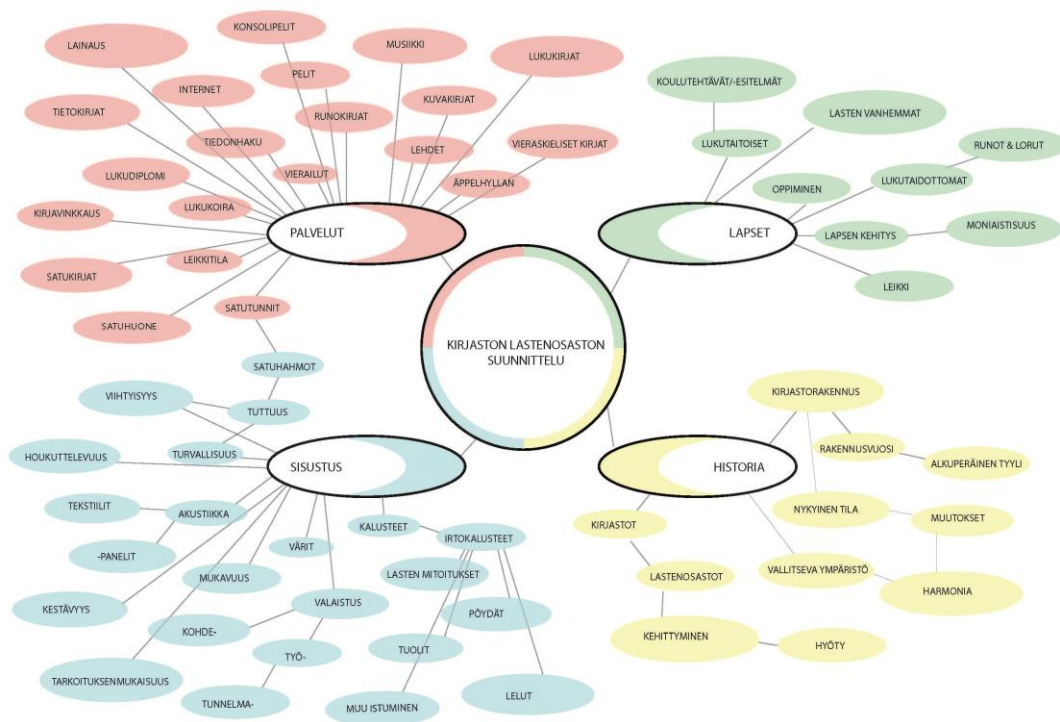 KONSOLIPELIT
MUSIIKKI
LAINAUS
LUKUKIRJAT
PELIT
INTERNET
KUVAKIRJAT
TIETOKIRJAT
RUNOKIRJAT
TIEDONHAKU
LEHDET
VIERASKIELISET KIRJAT
LUKUDIPLOMI
VIERAILUT
ÄPPELHYLLAN
LUKUKOIRA
KIRJAVINKKAUS
PALVELUT
LEIKKITILA
SATUKIRJAT
SATUTUNNIT
SATUHUONE
KOULUTEHTÄVÄT/-ESITELMÄT
LASTEN VANHEMMAT
LUKUTAITOISET
RUNOT & LORUT
LUKUTAIDOTTOMAT
OPPIMINEN
MONIAISTISUUS
LAPSEN KEHITYS
LAPSET
LEIKKI
KIRJASTON LASTENOSASTON
SUUNNITTELU
SATUHAHMOT
VIIHTYISYYS
TUTTUUS
TURVALLISUUS
HOUKUTTELEVUUS
SISUSTUS
TEKSTIILIT
AKUSTIIKKA
KALUSTEET
IRTOKALUSTEET
VÄRIT
-PANELIT
MUKAVUUS
LASTEN MITOITUKSET
KESTÄVYYS
VALAISTUS
PÖYDÄT
KOHDE-
TYÖ-
TUOLIT
TARKOITUKSENMUKAISUUS
TUNNELMA-
MUU ISTUMINEN
LELUT
KIRJASTORAKENNUS
RAKENNUSVUOSI
ALKUPERÄINEN TYYLI
HISTORIA
NYKYINEN TILA
MUUTOKSET
KIRJASTOT
VALLITSEVA YMPÄRISTÖ
LASTENOSASTOT
HARMONIA
KEHITTYMINEN
HYÖTY